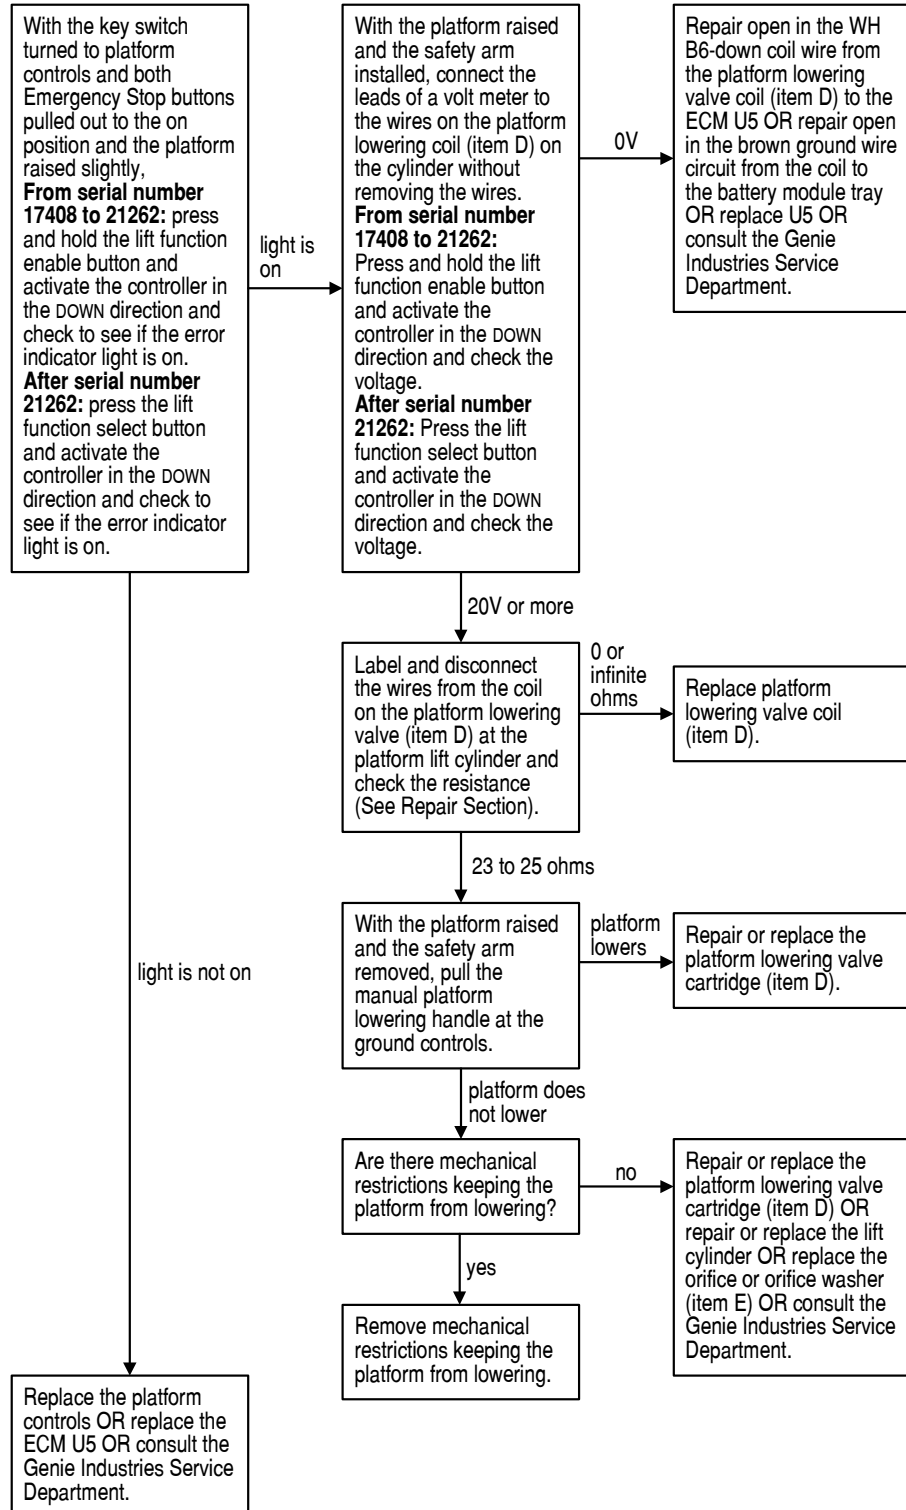 With the key switch
turned to platform
controls and both
Emergency Stop buttons
pulled out to the on
position and the platform
raised slightly,
From serial number
17408 to 21262: press
and hold the lift function
enable button and
activate the controller in
the DOWN direction and
check to see if the error
indicator light is on.
After serial number
21262: press the lift
function select button
and activate the
controller in the DOWN
direction and check to
see if the error indicator
light is on.
light is
on
With the platform raised
and the safety arm
installed, connect the
leads of a volt meter to
the wires on the platform
lowering coil (item D) on
the cylinder without
removing the wires.
From serial number
17408 to 21262:
Press and hold the lift
function enable button
and activate the
controller in the DOWN
direction and check the
voltage.
After serial number
21262: Press the lift
function select button
and activate the
controller in the DOWN
direction and check the
voltage.
0V
Repair open in the WH
B6-down coil wire from
the platform lowering
valve coil (item D) to the
ECM U5 OR repair open
in the brown ground wire
circuit from the coil to
the battery module tray
OR replace U5 OR
consult the Genie
Industries Service
Department.
20V or more
Label and disconnect
the wires from the coil
on the platform lowering
valve (item D) at the
platform lift cylinder and
check the resistance
(See Repair Section).
0 or
infinite
ohms
Replace platform
lowering valve coil
(item D).
23 to 25 ohms
With the platform raised
and the safety arm
removed, pull the
manual platform
lowering handle at the
ground controls.
platform
lowers
Repair or replace the
platform lowering valve
cartridge (item D).
light is not on
platform does
not lower
Are there mechanical
restrictions keeping the
platform from lowering?
no
Repair or replace the
platform lowering valve
cartridge (item D) OR
repair or replace the lift
cylinder OR replace the
orifice or orifice washer
(item E) OR consult the
Genie Industries Service
Department.
yes
Remove mechanical
restrictions keeping the
platform from lowering.
Replace the platform
controls OR replace the
ECM U5 OR consult the
Genie Industries Service
Department.